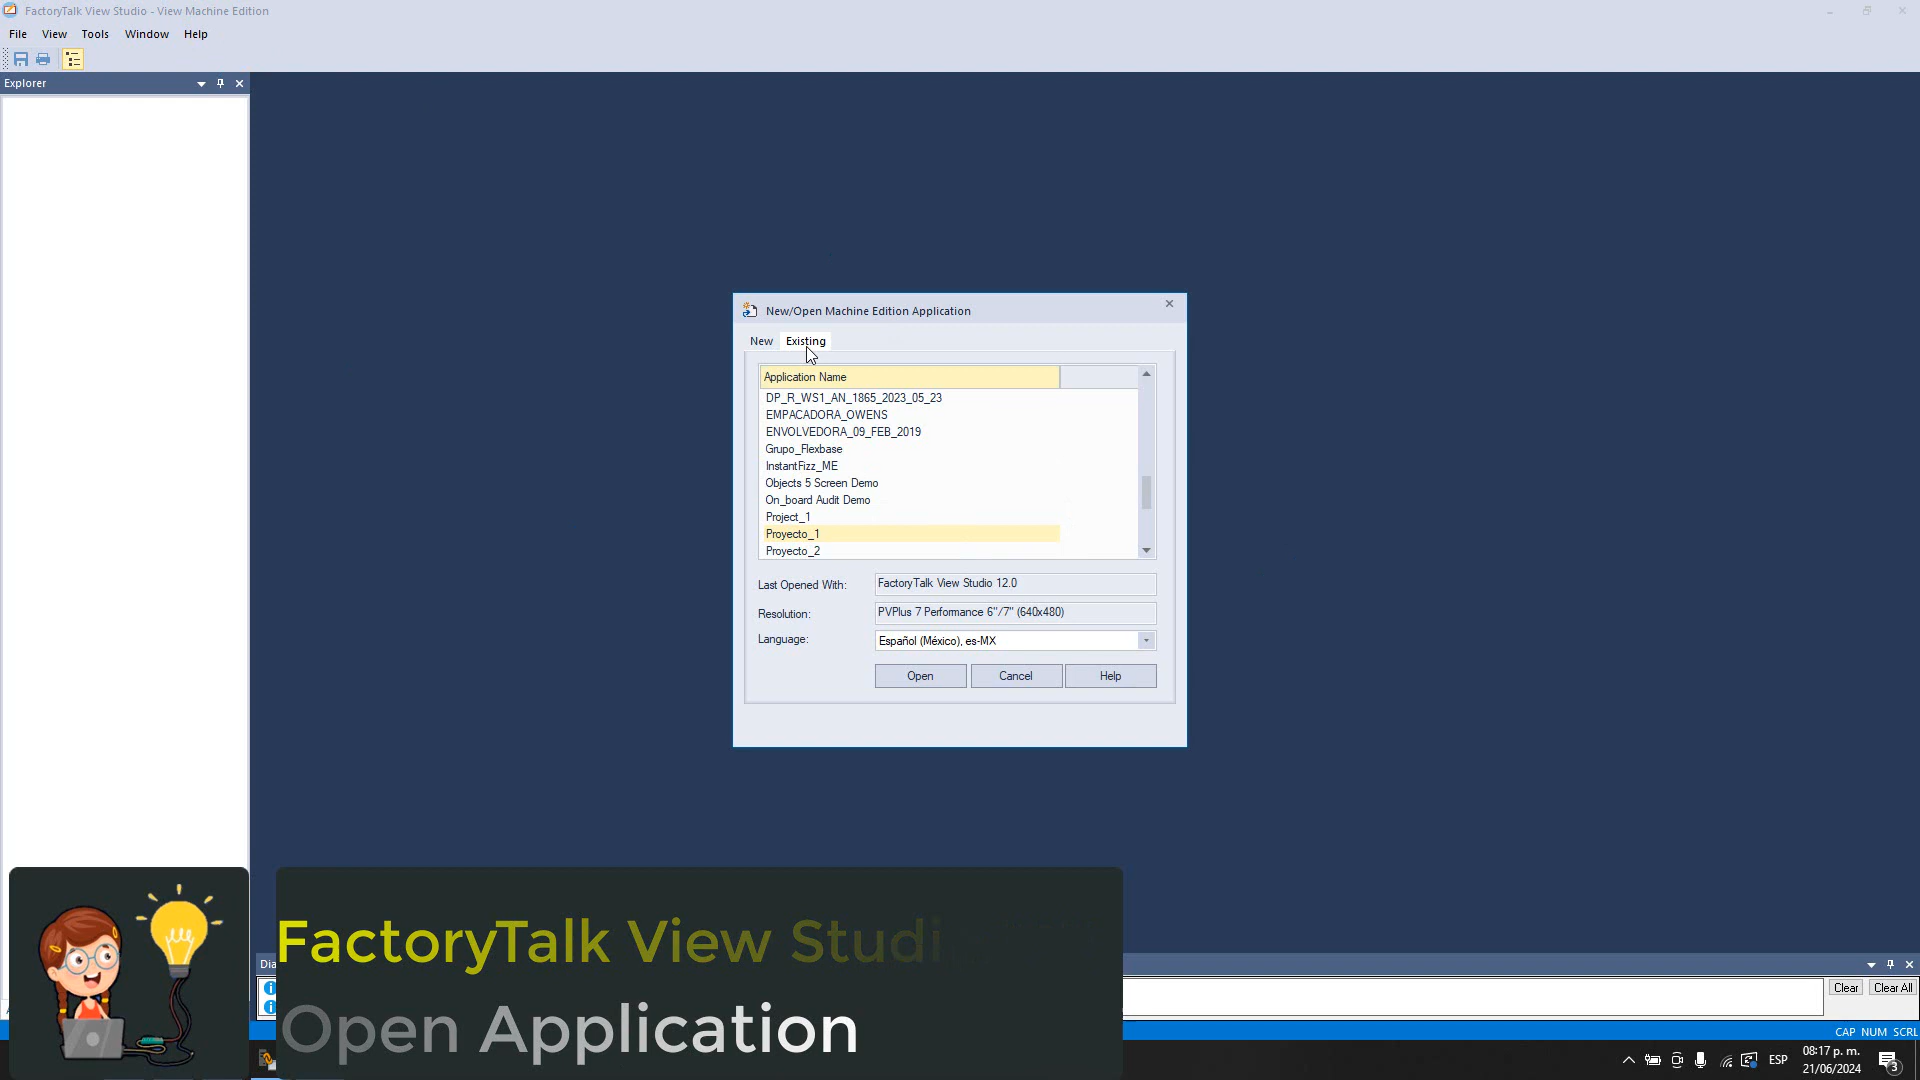 FactoryTalk View Studio - View Machine Edition
File View Tools Window Help
Explorer
New/Open Machine Edition Application
New Existing
Application Name
DP_R_WS1_AN_1865_2023_05_23
EMPACADORA_OWENS
ENVOLVEDORA_09_FEB_2019
Grupo_Flexbase
InstantFizz_ME
Objects 5 Screen Demo
On_board Audit Demo
Project_1
Proyecto_1
Proyecto_2
Last Opened With: FactoryTalk View Studio 12.0
Resolution: PVPlus 7 Performance 6"/7" (640x480)
Language: Español (México), es-MX
Open Cancel Help
FactoryTalk View Studi
Open Application
Dia
Clear Clear All
CAP NUM SCRL
ESP
08:17 p. m.
21/06/2024
3